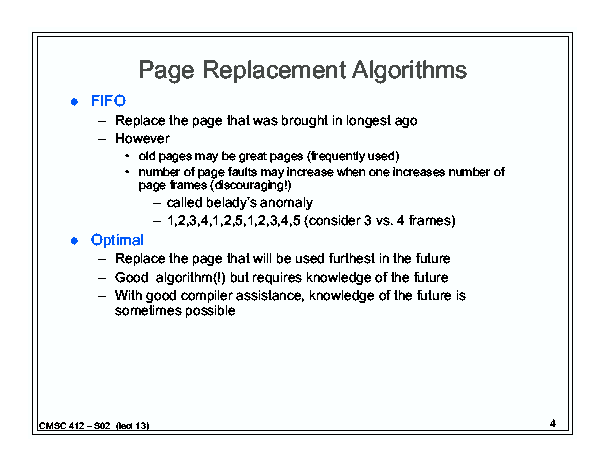 Page Replacement Algorithms
● FIFO
– Replace the page that was brought in longest ago
– However
• old pages may be great pages (frequently used)
• number of page faults may increase when one increases number of
page frames (discouraging!)
– called belady's anomaly
– 1,2,3,4,1,2,5,1,2,3,4,5 (consider 3 vs. 4 frames)
● Optimal
– Replace the page that will be used furthest in the future
– Good algorithm(!) but requires knowledge of the future
– With good compiler assistance, knowledge of the future is
sometimes possible
CMSC 412 – S02 (lect 13)
4